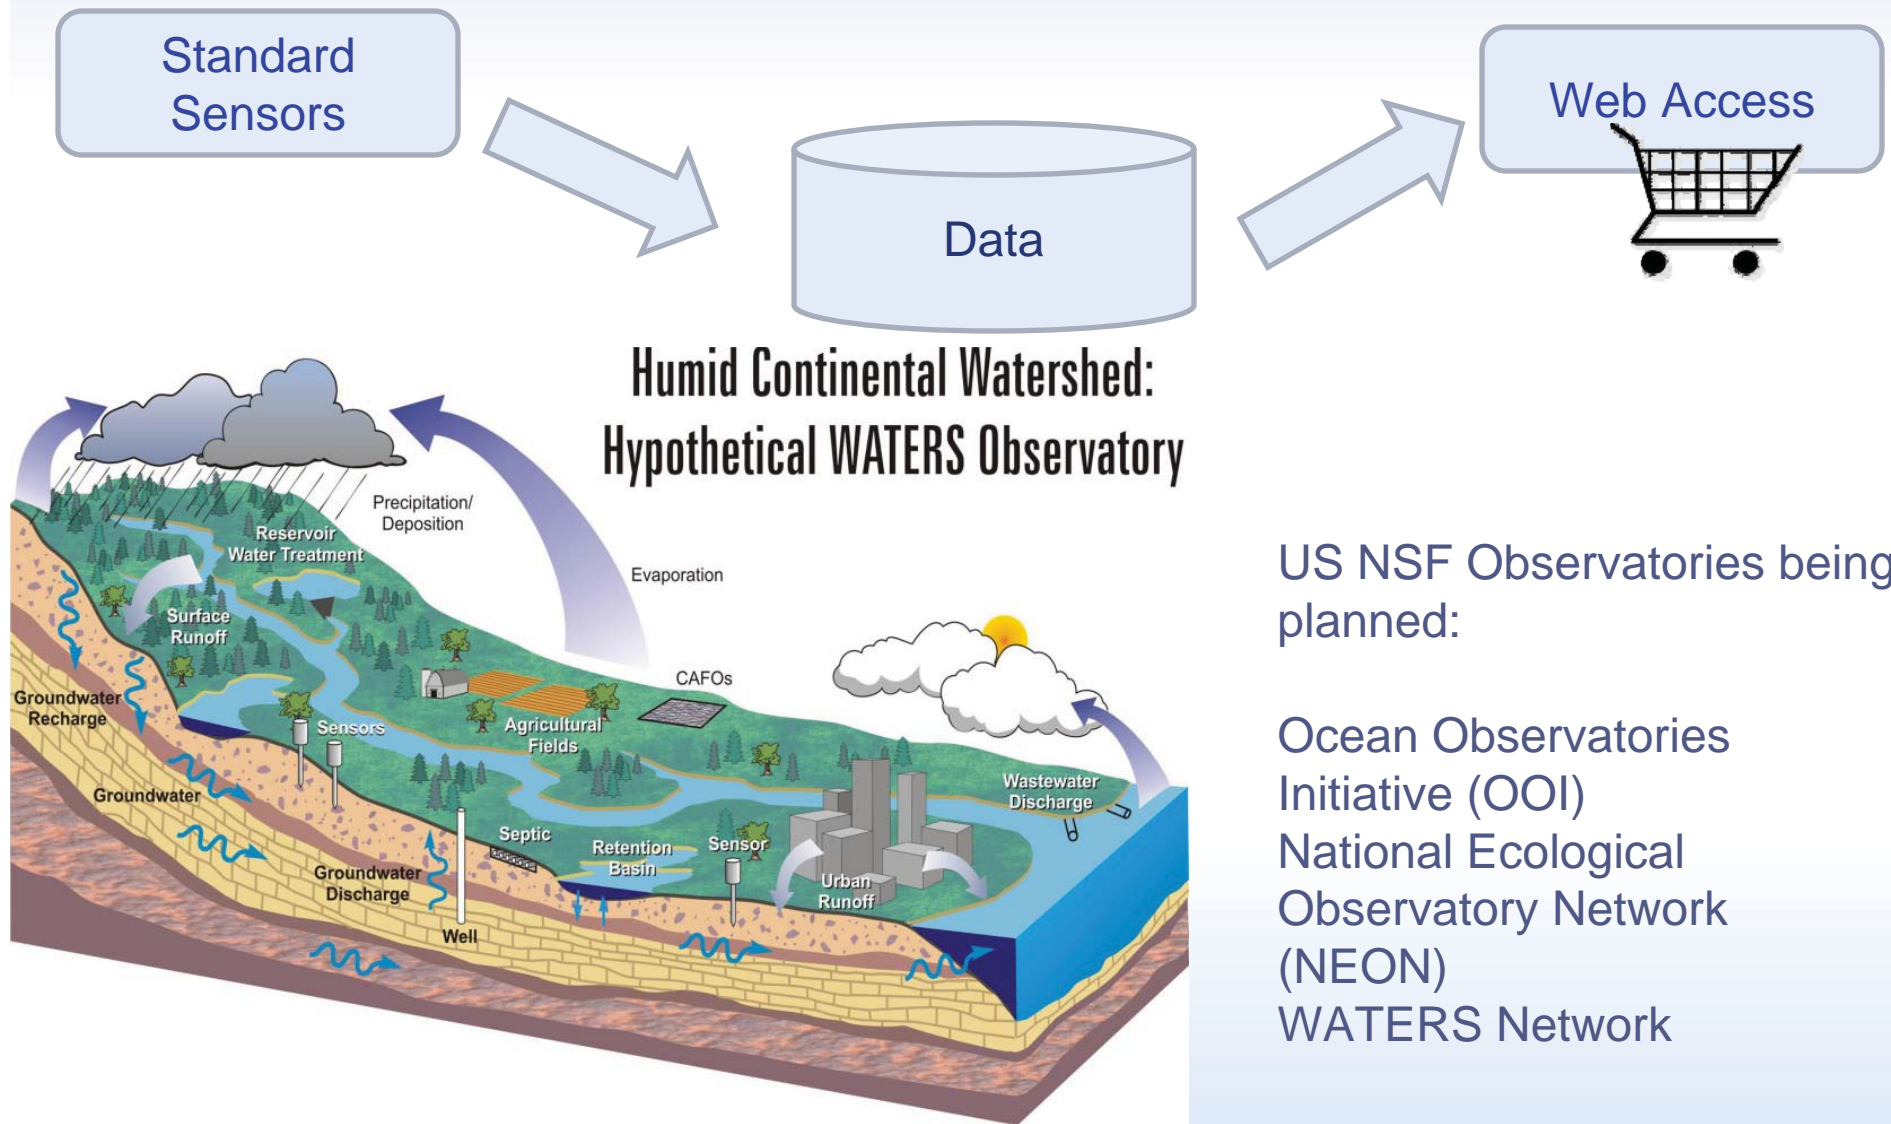 Standard
Sensors
Data
Web Access
Humid Continental Watershed:
Hypothetical WATERS Observatory
Precipitation/
Deposition
Reservoir
Water Treatment
Evaporation
Surface
Runoff
CAFOs
Groundwater
Recharge
Sensors
Agricultural
Fields
Groundwater
Wastewater
Discharge
Septic
Retention
Basin
Sensor
Groundwater
Discharge
Urban
Runoff
Well
US NSF Observatories being
planned:
Ocean Observatories
Initiative (OOI)
National Ecological
Observatory Network
(NEON)
WATERS Network